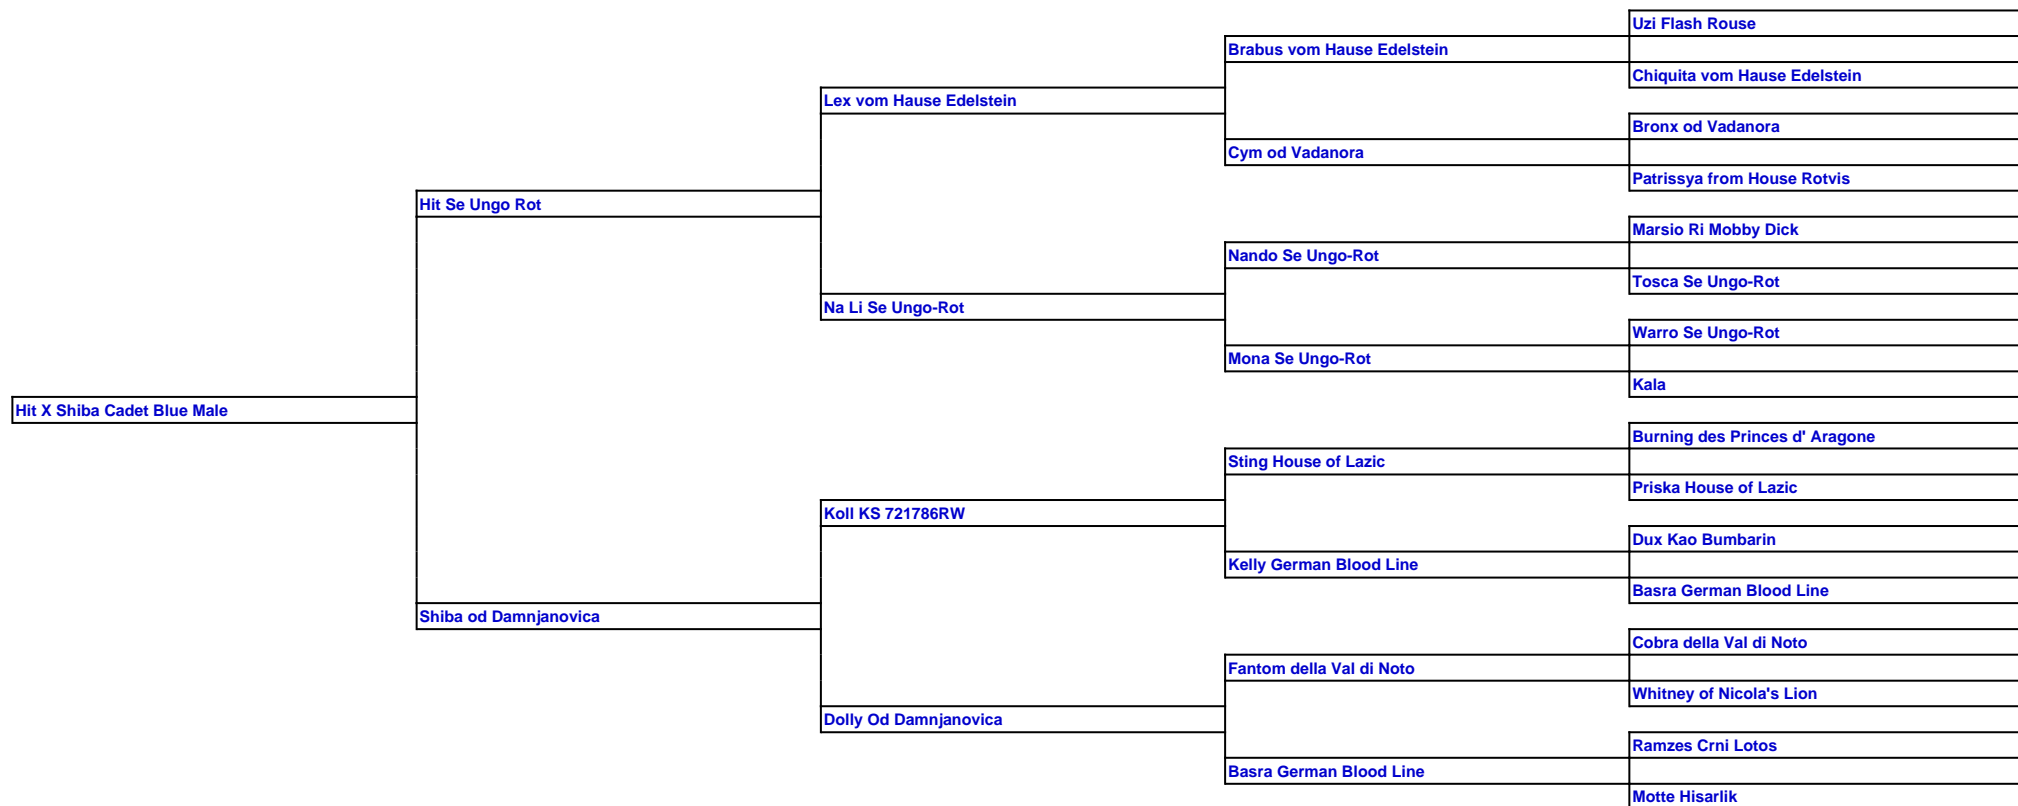 Uzi Flash Rouse
Brabus vom Hause Edelstein
Chiquita vom Hause Edelstein
Lex vom Hause Edelstein
Bronx od Vadanora
Cym od Vadanora
Patrissya from House Rotvis
Hit Se Ungo Rot
Marsio Ri Mobby Dick
Nando Se Ungo-Rot
Tosca Se Ungo-Rot
Na Li Se Ungo-Rot
Warro Se Ungo-Rot
Mona Se Ungo-Rot
Kala
Hit X Shiba Cadet Blue Male
Burning des Princes d' Aragone
Sting House of Lazic
Priska House of Lazic
Koll KS 721786RW
Dux Kao Bumbarin
Kelly German Blood Line
Basra German Blood Line
Shiba od Damnjanovica
Cobra della Val di Noto
Fantom della Val di Noto
Whitney of Nicola's Lion
Dolly Od Damnjanovica
Ramzes Crni Lotos
Basra German Blood Line
Motte Hisarlik